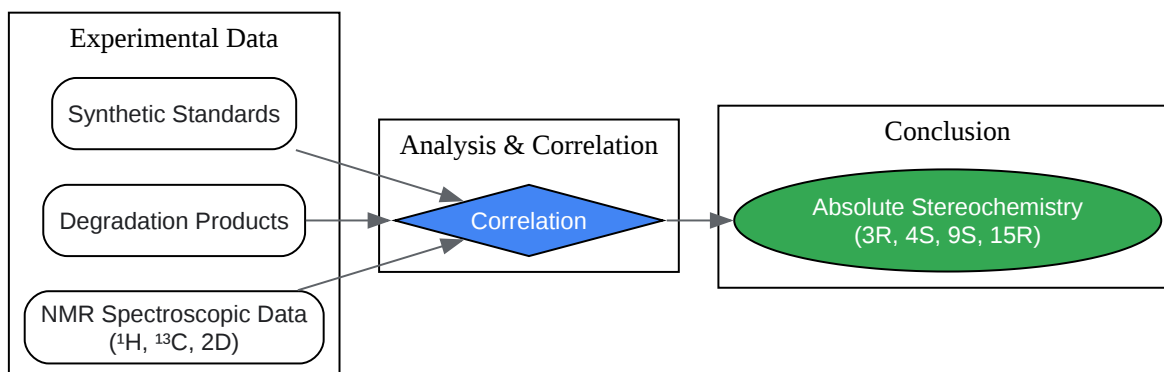 Experimental Data
Synthetic Standards
Degradation Products
NMR Spectroscopic Data
(¹H, ¹³C, 2D)
Analysis & Correlation
Correlation
Conclusion
Absolute Stereochemistry
(3R, 4S, 9S, 15R)